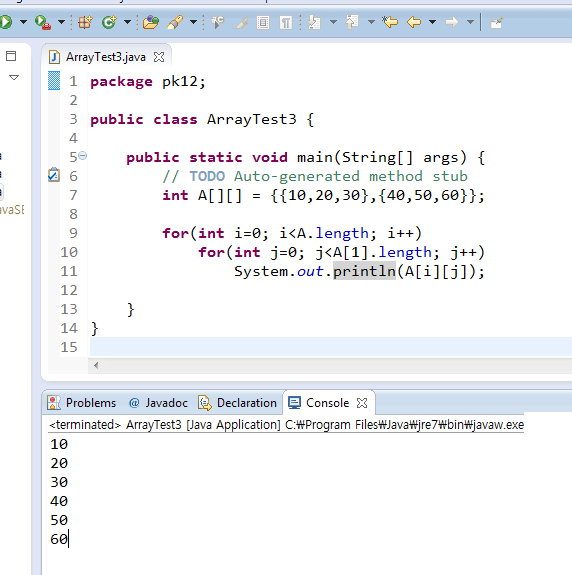 ArrayTest3.java
1 package pk12;
2
3 public class ArrayTest3 {
4
5 public static void main(String[] args) {
6 // TODO Auto-generated method stub
7 int A[][] = {{10,20,30},{40,50,60}};
8
9 for(int i=0; i<A.length; i++)
10 for(int j=0; j<A[1].length; j++)
11 System.out.println(A[i][j]);
12
13 }
14 }
15
Problems @ Javadoc Declaration Console
<terminated> ArrayTest3 [Java Application] C:₩Program Files₩Java₩jre7₩bin₩javaw.exe
10
20
30
40
50
60